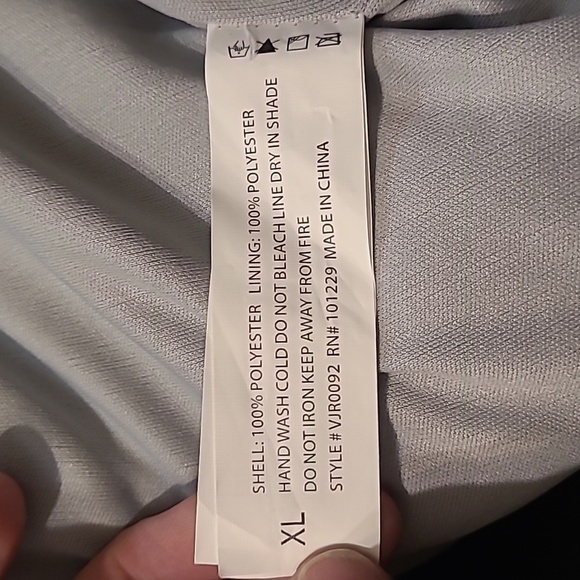 SHELL: 100% POLYESTER LINING: 100% POLYESTER
HAND WASH COLD DO NOT BLEACH LINE DRY IN SHADE
DO NOT IRON KEEP AWAY FROM FIRE
STYLE # VJR0092 RN# 101229 MADE IN CHINA
XL